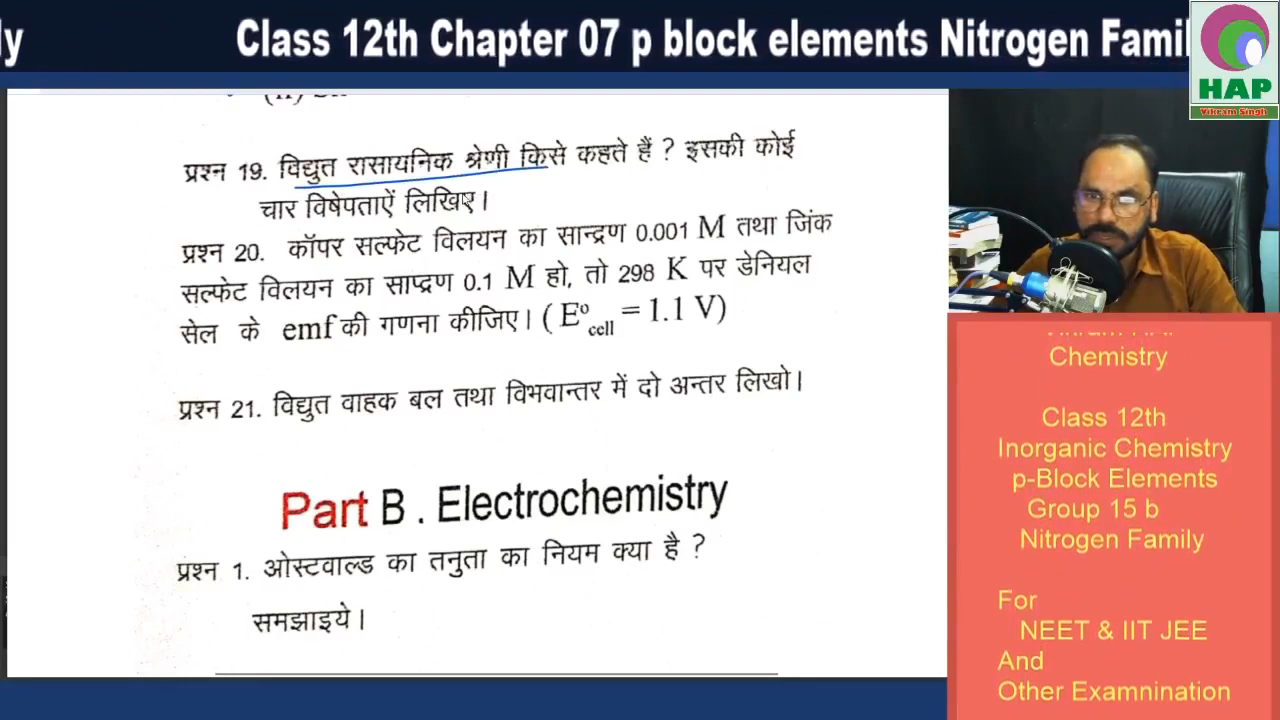 ly
Class 12th Chapter 07 p block elements Nitrogen Famil
HAP
Vikram Singh
प्रश्न 19. विद्युत रासायनिक श्रेणी किसे कहते हैं ? इसकी कोई
चार विषेपताऐं लिखिए।
प्रश्न 20. कॉपर सल्फेट विलयन का सान्द्रण 0.001 M तथा जिंक
सल्फेट विलयन का साप्द्रण 0.1 M हो, तो 298 K पर डेनियल
सेल के emf की गणना कीजिए। ( E⁰cell = 1.1 V)
प्रश्न 21. विद्युत वाहक बल तथा विभवान्तर में दो अन्तर लिखो।
Part B . Electrochemistry
प्रश्न 1. ओस्टवाल्ड का तनुता का नियम क्या है ?
समझाइये।
Chemistry
Class 12th
Inorganic Chemistry
p-Block Elements
Group 15 b
Nitrogen Family
For
NEET & IIT JEE
And
Other Examnination